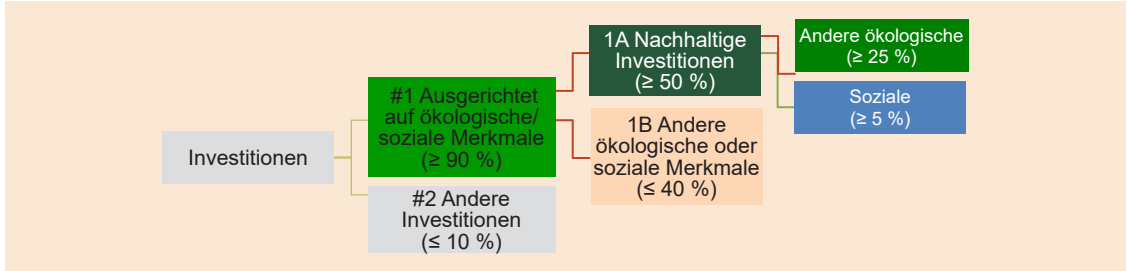 Investitionen
#1 Ausgerichtet
auf ökologische/
soziale Merkmale
(≥ 90 %)
#2 Andere
Investitionen
(≤ 10 %)
1A Nachhaltige
Investitionen
(≥ 50 %)
1B Andere
ökologische oder
soziale Merkmale
(≤ 40 %)
Andere ökologische
(≥ 25 %)
Soziale
(≥ 5 %)